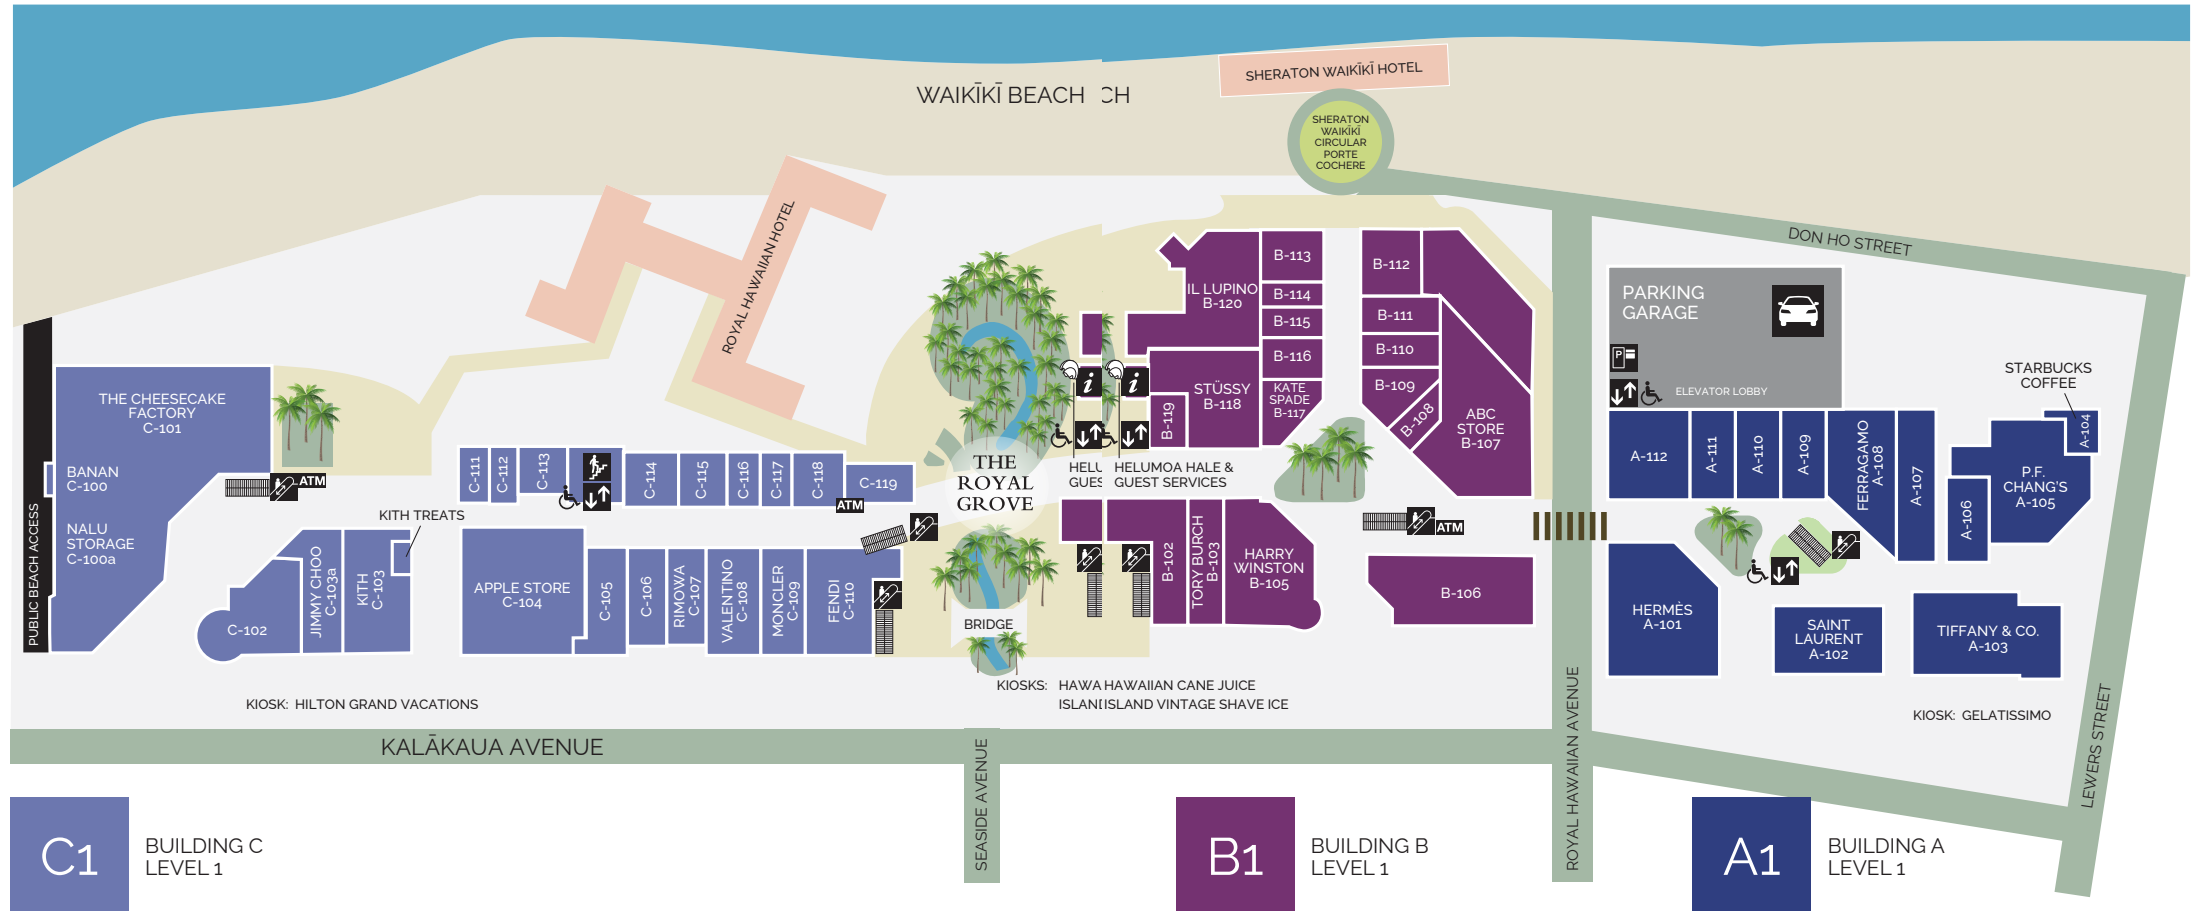 WAIKĪKĪ BEACH
CH
SHERATON WAIKĪKĪ HOTEL
SHERATON
WAIKĪKĪ
CIRCULAR
PORTE
COCHERE
ROYAL HAWAIIAN HOTEL
DON HO STREET
PUBLIC BEACH ACCESS
THE CHEESECAKE
FACTORY
C-101
BANAN
C-100
NALU
STORAGE
C-100a
ATM
KITH TREATS
C-102
JIMMY CHOO
C-103a
KITH
C-103
C-111
C-112
C-113
C-114
C-115
C-116
C-117
C-118
C-119
ATM
APPLE STORE
C-104
C-105
C-106
RIMOWA
C-107
VALENTINO
C-108
MONCLER
C-109
FENDI
C-110
THE
ROYAL
GROVE
BRIDGE
i
i
HELU
GUES
HELUMOA HALE &
GUEST SERVICES
IL LUPINO
B-120
B-113
B-114
B-115
B-116
KATE
SPADE
B-117
STÜSSY
B-118
B-119
B-112
B-111
B-110
B-109
B-108
ABC
STORE
B-107
B-102
TORY BURCH
B-103
HARRY
WINSTON
B-105
ATM
B-106
PARKING
GARAGE
P
ELEVATOR LOBBY
STARBUCKS
COFFEE
A-112
A-111
A-110
A-109
FERRAGAMO
A-108
A-107
A-106
P.F.
CHANG'S
A-105
A-104
HERMÈS
A-101
SAINT
LAURENT
A-102
TIFFANY & CO.
A-103
KIOSK: HILTON GRAND VACATIONS
KIOSKS: HAWA
ISLAN
HAWAIIAN CANE JUICE
ISLAND VINTAGE SHAVE ICE
KIOSK: GELATISSIMO
KALĀKAUA AVENUE
SEASIDE AVENUE
ROYAL HAWAIIAN AVENUE
LEWERS STREET
C1
BUILDING C
LEVEL 1
B1
BUILDING B
LEVEL 1
A1
BUILDING A
LEVEL 1